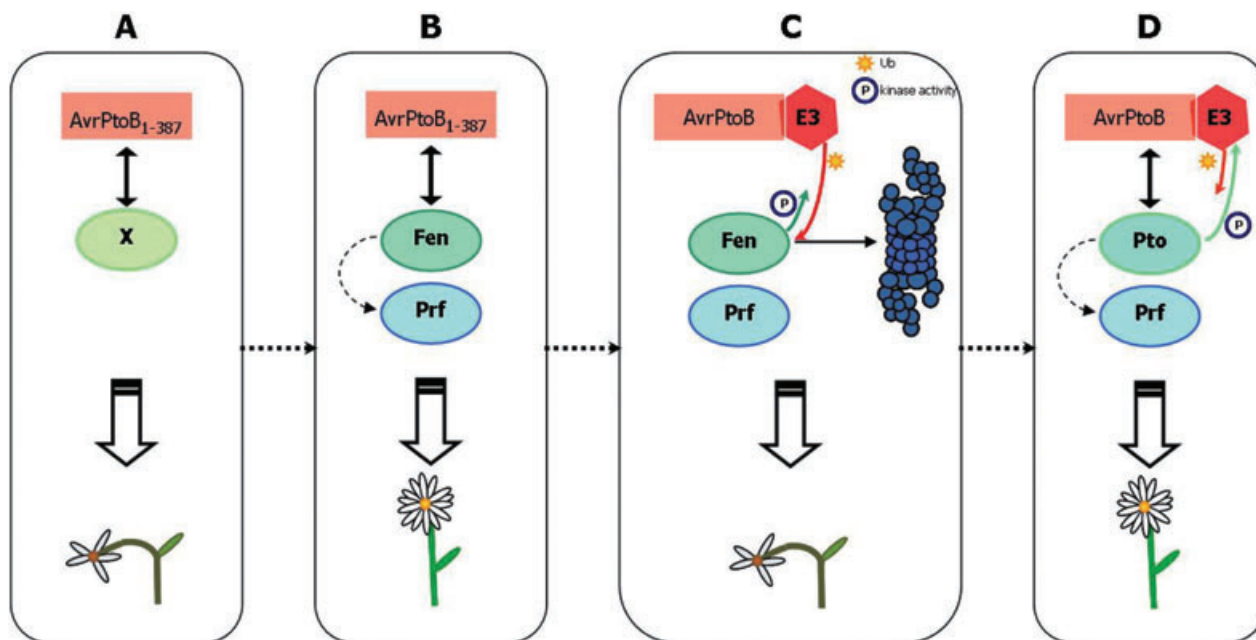 A
B
C
D
AvrPtoB1-387
X
AvrPtoB1-387
Fen
Prf
Ub
P kinase activity
AvrPtoB E3
P
Fen
Prf
AvrPtoB E3
Pto
P
Prf